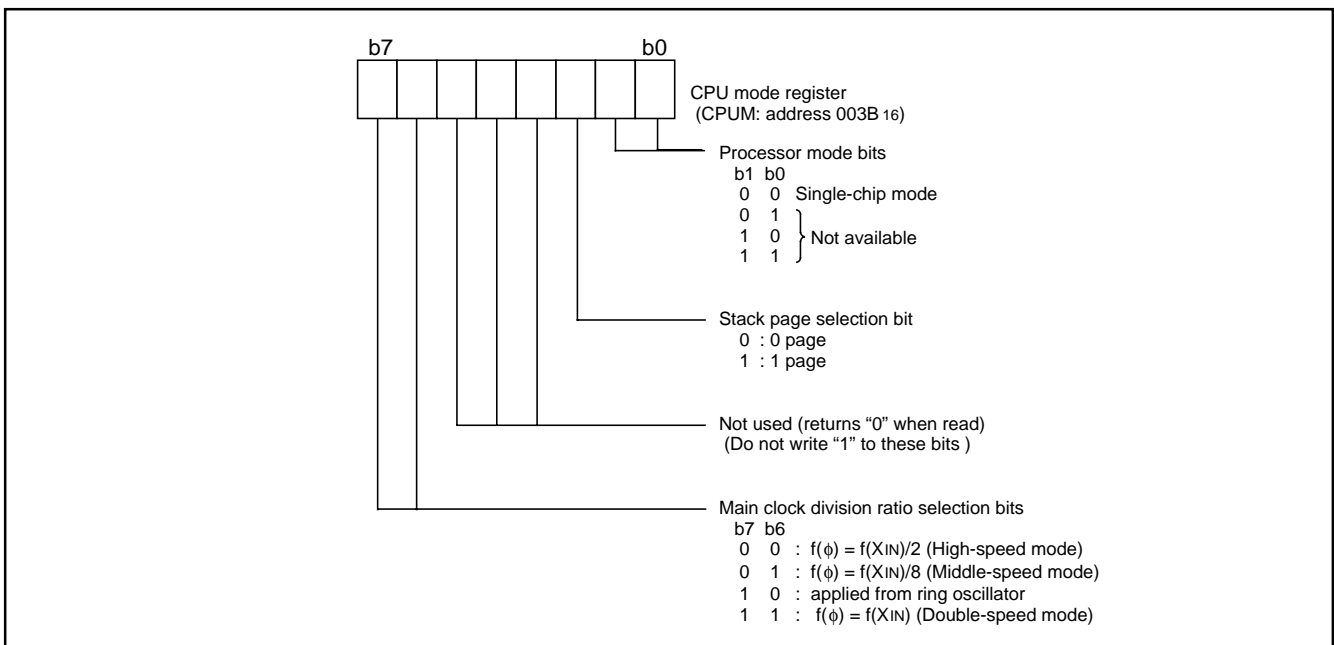 b7 b0
CPU mode register
(CPUM: address 003B 16)
Processor mode bits
b1 b0
0 0 Single-chip mode
0 1
1 0 Not available
1 1
Stack page selection bit
0 : 0 page
1 : 1 page
Not used (returns “0” when read)
(Do not write “1” to these bits )
Main clock division ratio selection bits
b7 b6
0 0 : f(ϕ) = f(XIN)/2 (High-speed mode)
0 1 : f(ϕ) = f(XIN)/8 (Middle-speed mode)
1 0 : applied from ring oscillator
1 1 : f(ϕ) = f(XIN) (Double-speed mode)